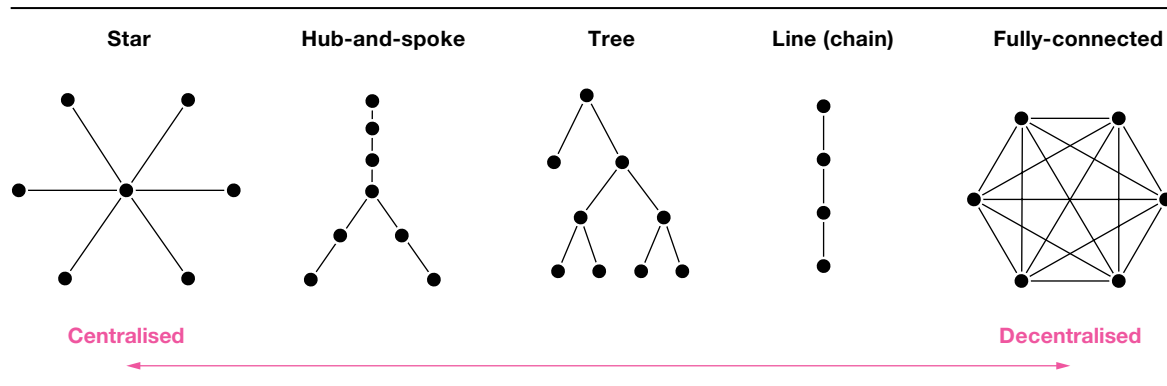 Star
Hub-and-spoke
Tree
Line (chain)
Fully-connected
Centralised
Decentralised